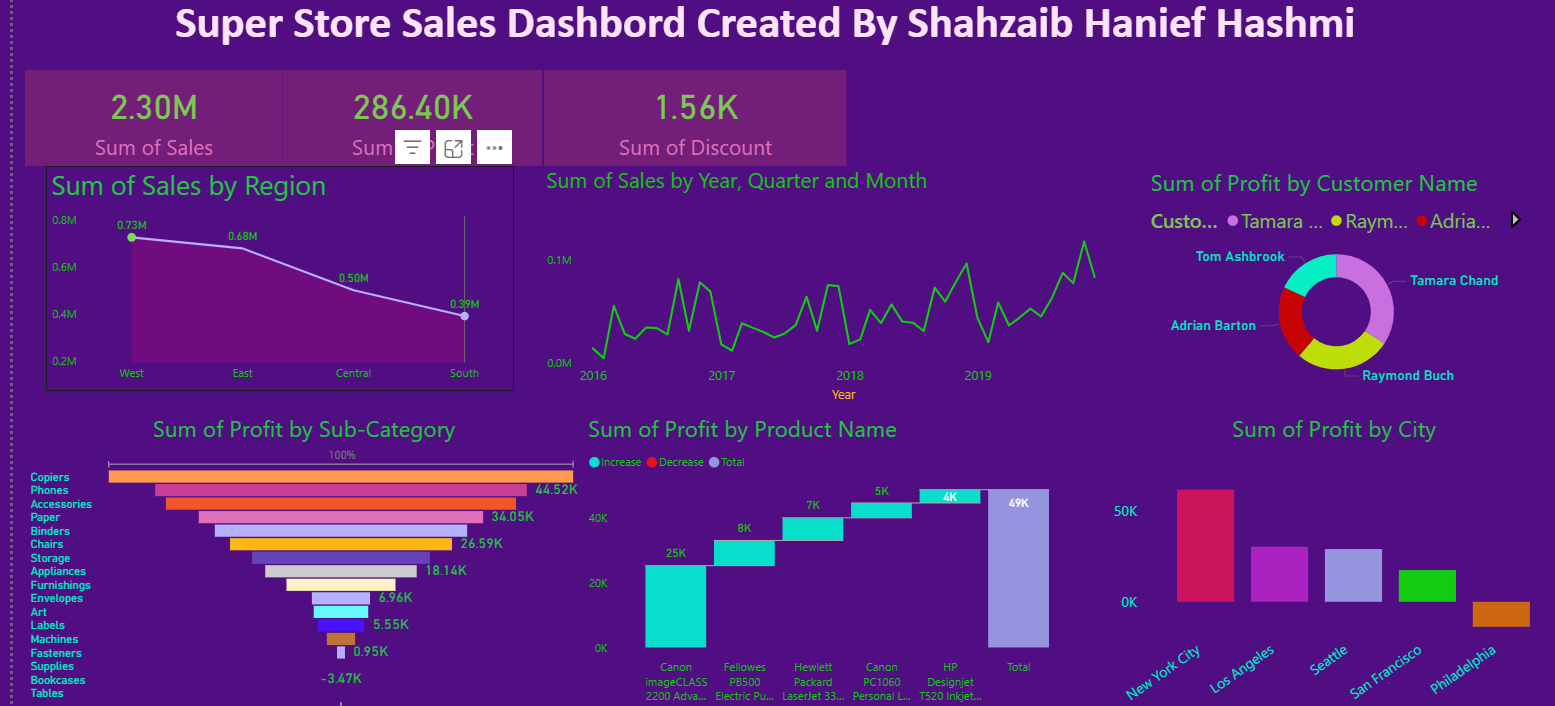 Super Store Sales Dashbord Created By Shahzaib Hanief Hashmi
2.30M
Sum of Sales
286.40K
Sum
1.56K
Sum of Discount
Sum of Sales by Region
0.8M
0.6M
0.4M
0.2M
0.73M
0.68M
0.50M
0.39M
West
East
Central
South
Sum of Sales by Year, Quarter and Month
0.1M
0.0M
2016
2017
2018
2019
Year
Sum of Profit by Customer Name
Custo...
Tamara ...
Raym...
Adria...
Tom Ashbrook
Tamara Chand
Adrian Barton
Raymond Buch
Sum of Profit by Sub-Category
100%
Copiers
Phones
44.52K
Accessories
Paper
34.05K
Binders
Chairs
26.59K
Storage
Appliances
18.14K
Furnishings
Envelopes
6.96K
Art
Labels
5.55K
Machines
Fasteners
0.95K
Supplies
Bookcases
-3.47K
Tables
Sum of Profit by Product Name
Increase
Decrease
Total
40K
20K
0K
25K
8K
7K
5K
4K
49K
Canon
imageCLASS
2200 Adva...
Fellowes
PB500
Electric Pu...
Hewlett
Packard
LaserJet 33...
Canon
PC1060
Personal L...
HP
Designjet
T520 Inkjet...
Total
Sum of Profit by City
50K
0K
New York City
Los Angeles
Seattle
San Francisco
Philadelphia